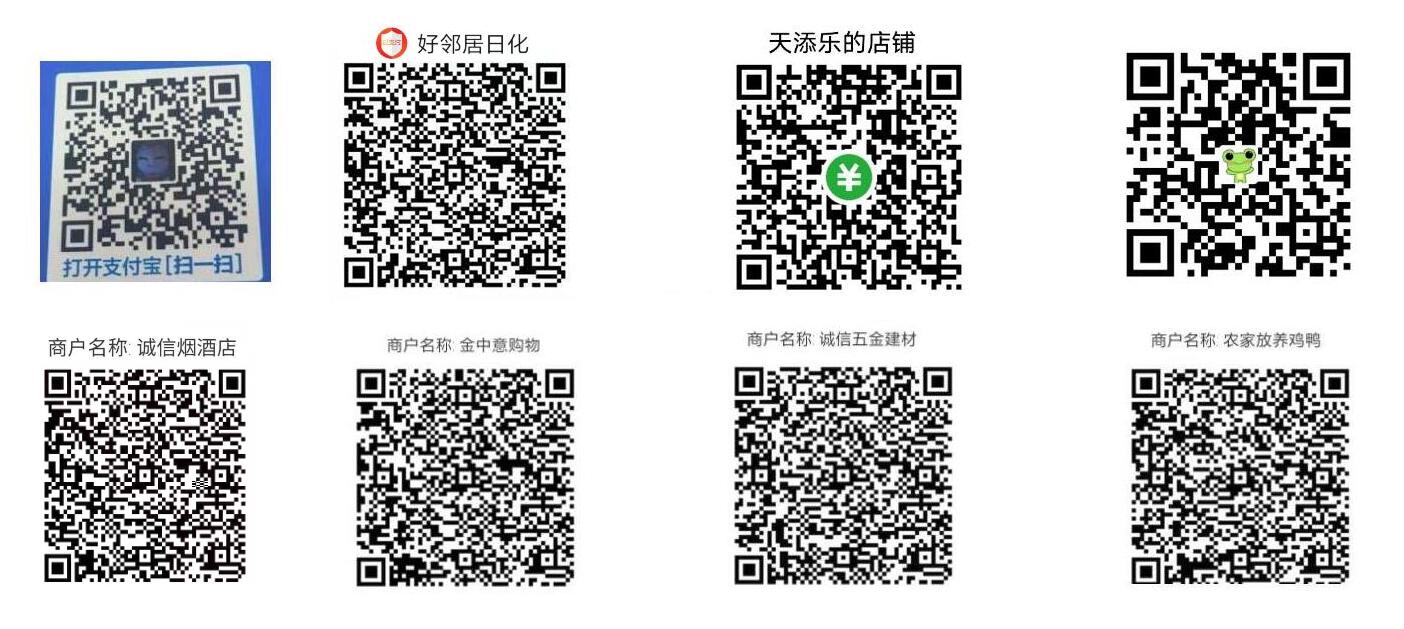 好邻居日化
天添乐的店铺
¥
打开支付宝[扫一扫]
商户名称: 诚信烟酒店
商户名称: 金中意购物
商户名称: 诚信五金建材
商户名称: 农家放养鸡鸭